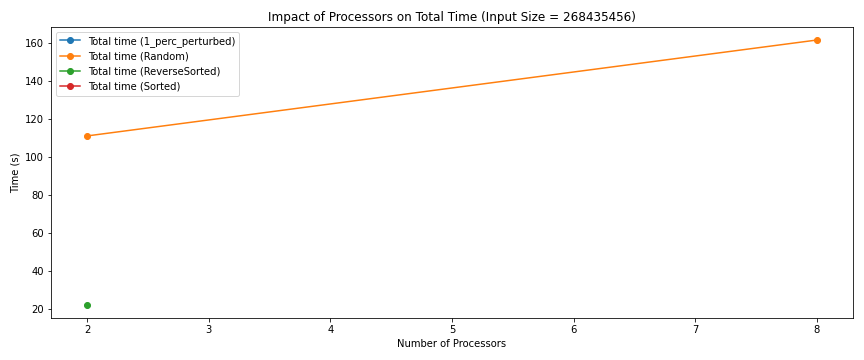 Impact of Processors on Total Time (Input Size = 268435456)
Total time (1_perc_perturbed)
Total time (Random)
Total time (ReverseSorted)
Total time (Sorted)
Time (s)
160
140
120
100
80
60
40
20
2 3 4 5 6 7 8
Number of Processors